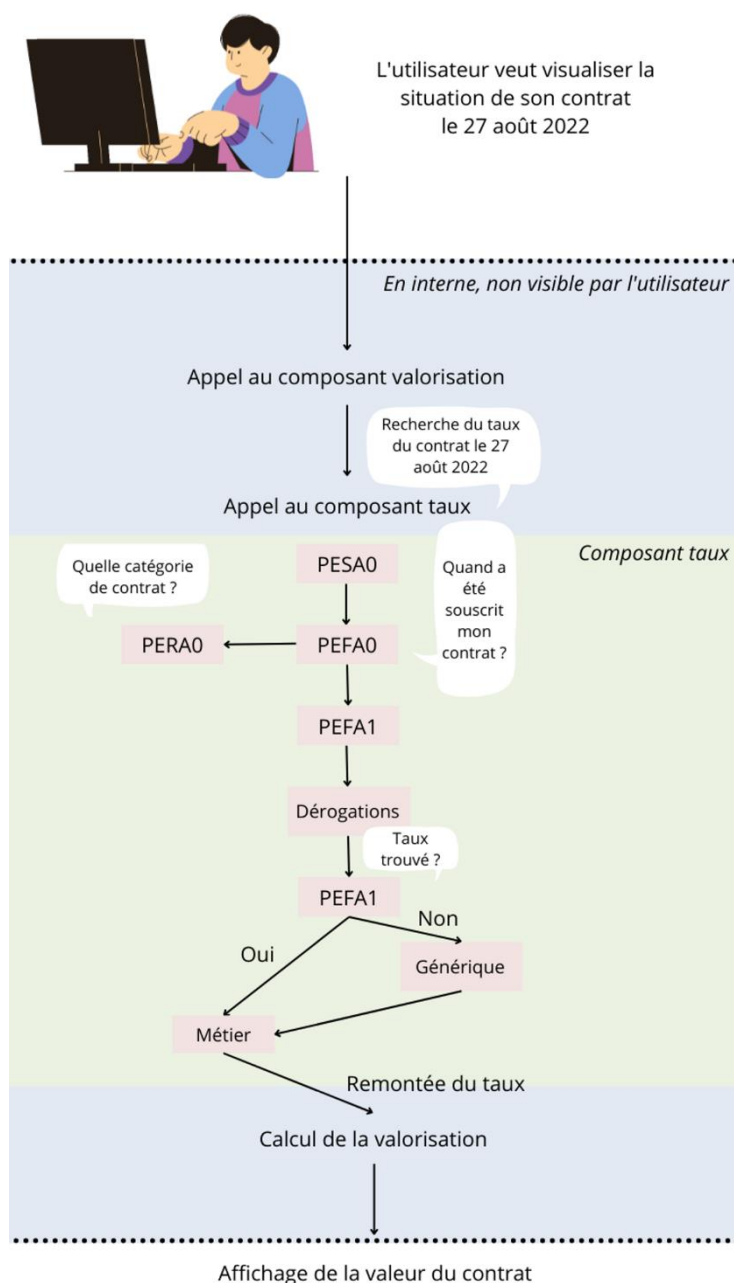 L'utilisateur veut visualiser la
situation de son contrat
le 27 août 2022
En interne, non visible par l'utilisateur
Appel au composant valorisation
Recherche du taux
du contrat le 27
août 2022
Appel au composant taux
Composant taux
Quelle catégorie
de contrat ?
PESA0
Quand a
été
souscrit
mon
contrat ?
PERA0
PEFA0
PEFA1
Dérogations
Taux
trouvé ?
PEFA1
Non
Oui
Générique
Métier
Remontée du taux
Calcul de la valorisation
Affichage de la valeur du contrat